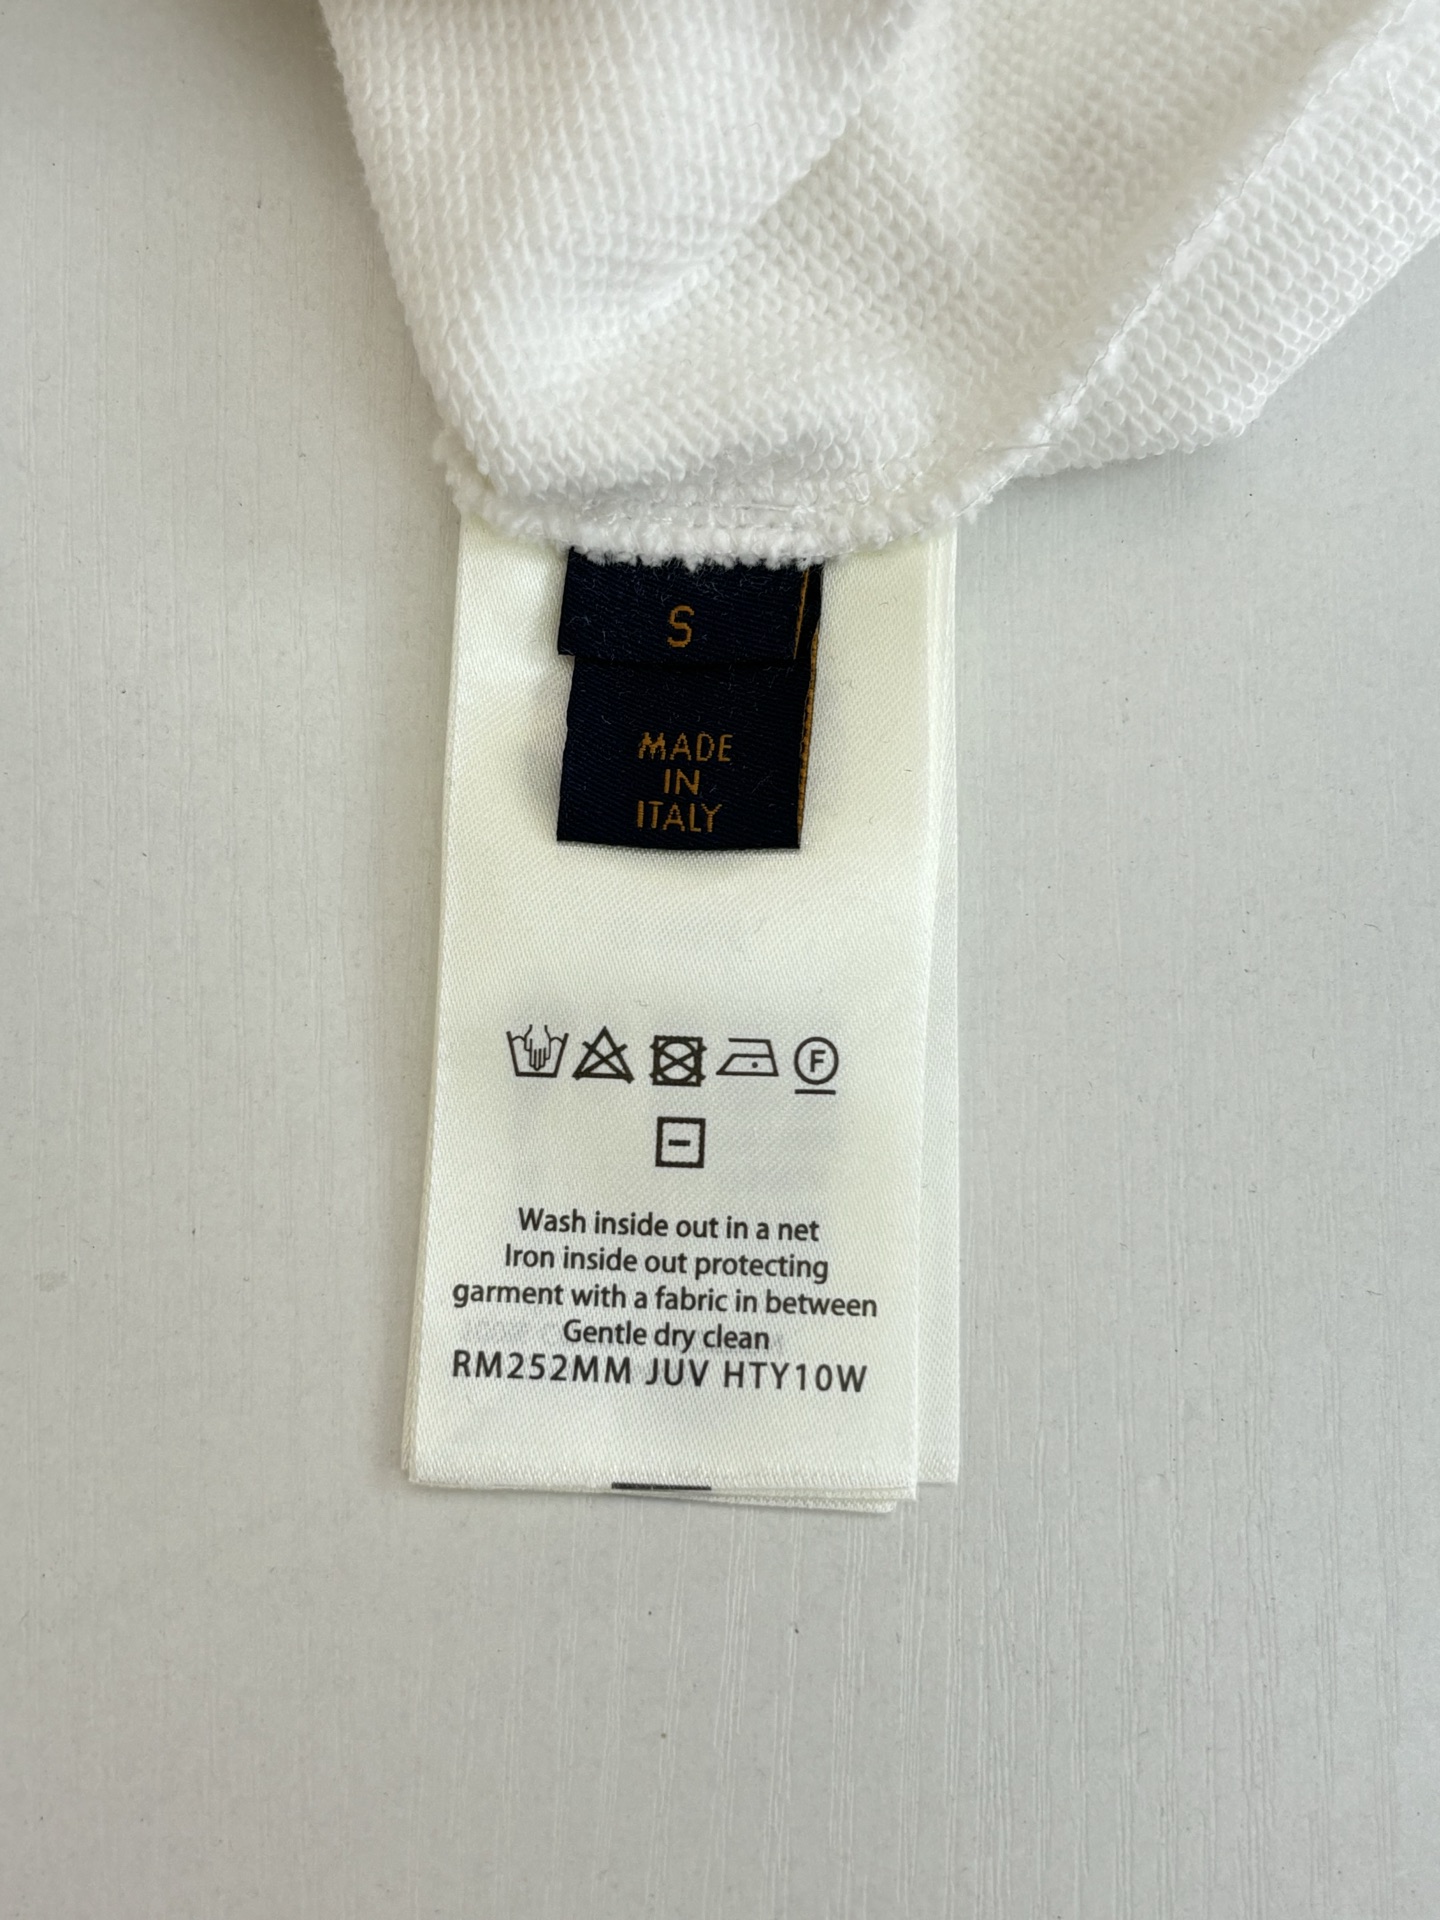 S
MADE
IN
ITALY
F
Wash inside out in a net
Iron inside out protecting
garment with a fabric in between
Gentle dry clean
RM252MM JUV HTY10W